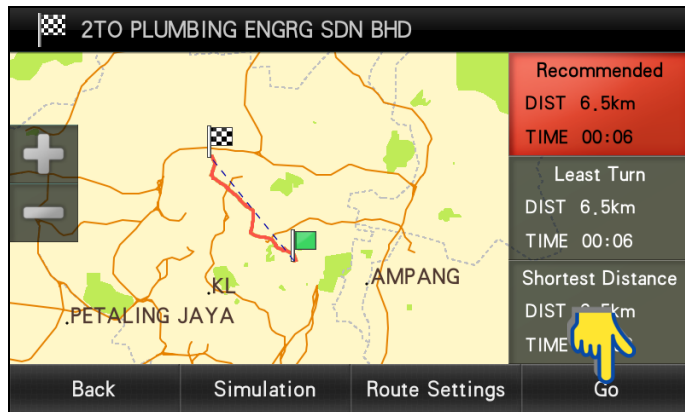 2TO PLUMBING ENGRG SDN BHD
Recommended
DIST 6.5km
TIME 00:06
Least Turn
DIST 6.5km
TIME 00:06
Shortest Distance
DIST
TIME
.KL
.AMPANG
.PETALING JAYA
Back
Simulation
Route Settings
Go